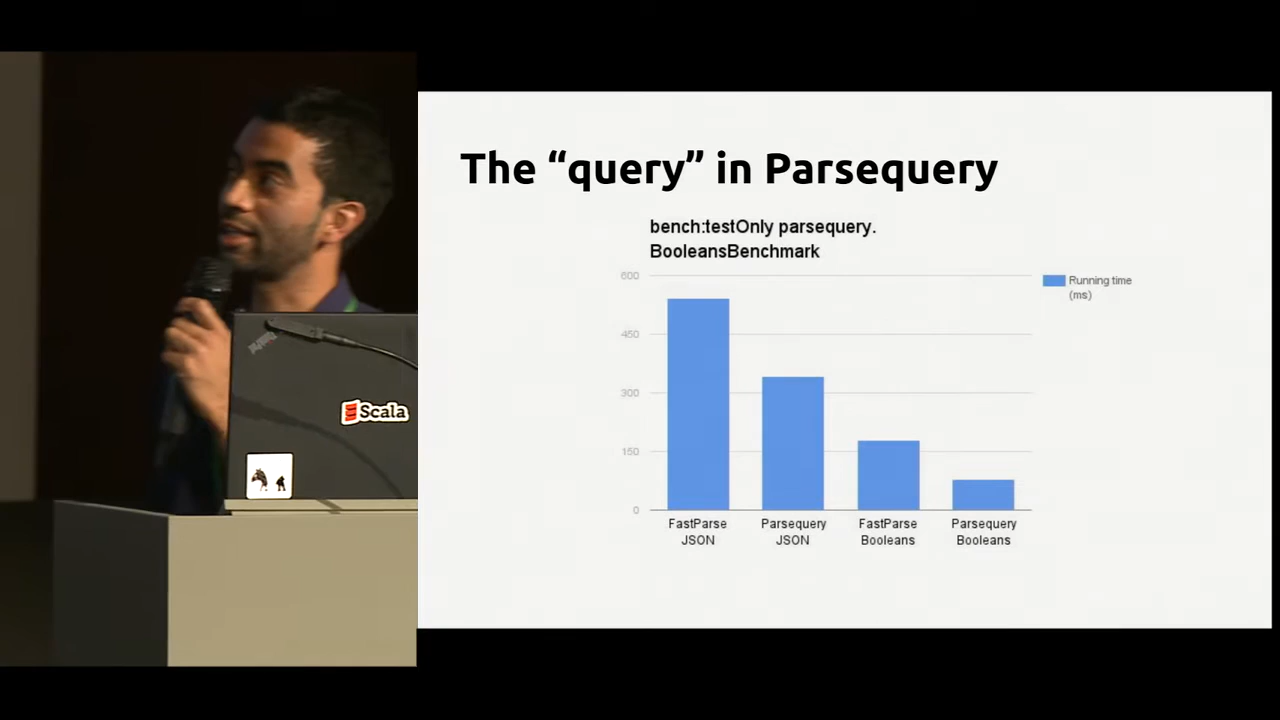 The “query” in Parsequery
bench:testOnly parsequery.
BooleansBenchmark
600
450
300
150
0
Running time
(ms)
FastParse
JSON
Parsequery
JSON
FastParse
Booleans
Parsequery
Booleans
Scala